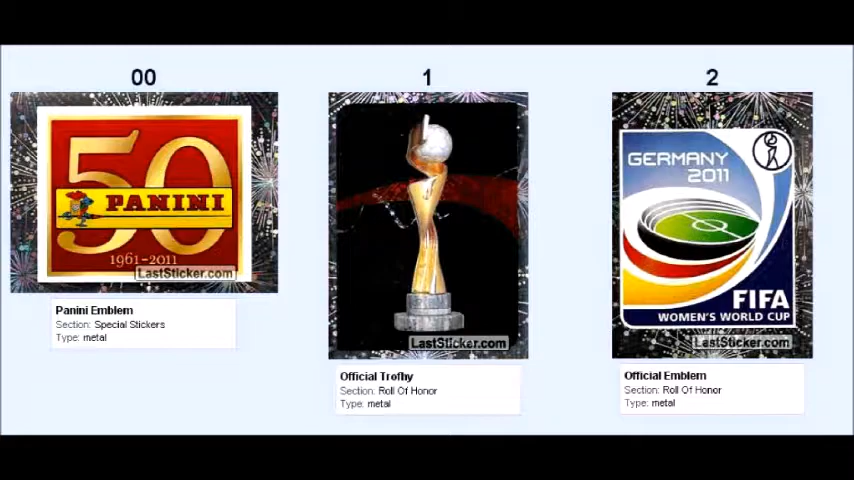 00
1
2
50
PANINI
1961-2011
LastSticker.com
GERMANY
2011
FIFA
WOMEN'S WORLD CUP
LastSticker.com
LastSticker.com
Panini Emblem
Section: Special Stickers
Type: metal
Official Trofhy
Section: Roll Of Honor
Type: metal
Official Emblem
Section: Roll Of Honor
Type: metal